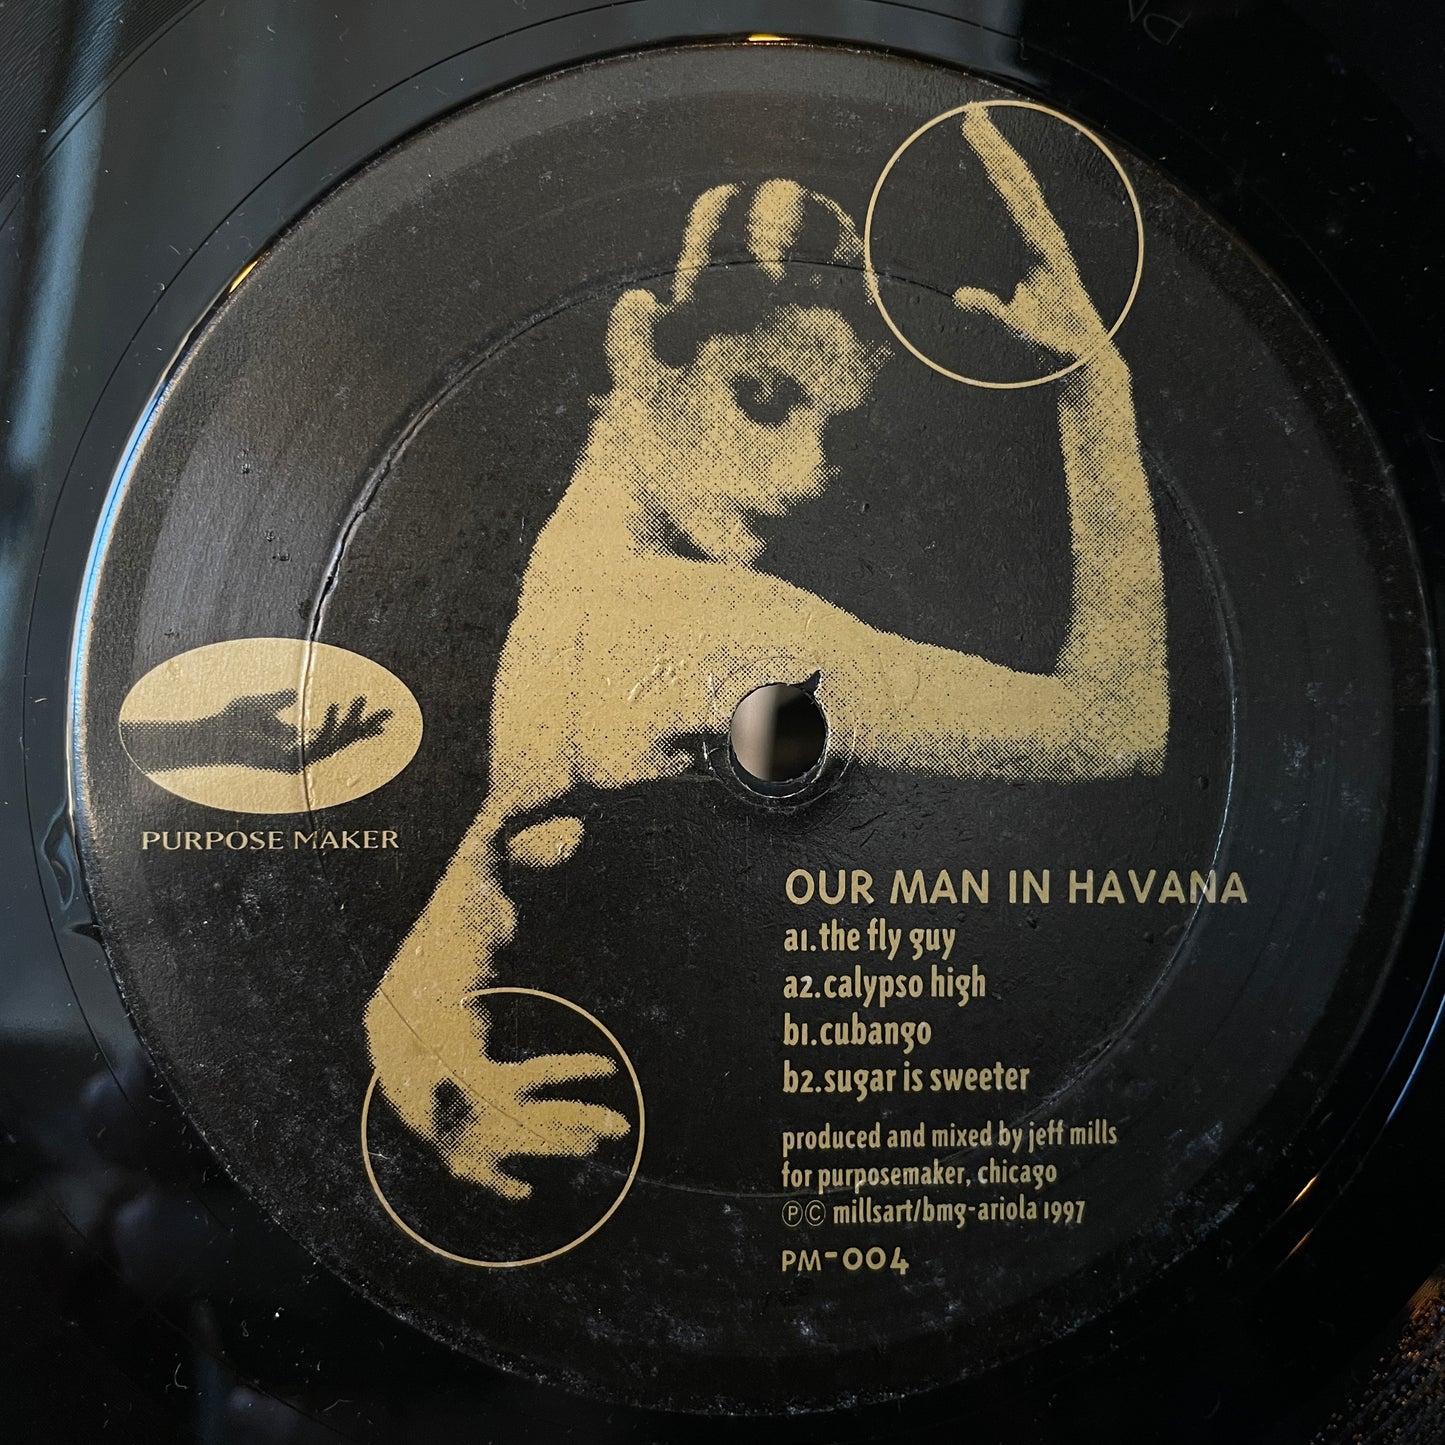 PURPOSE MAKER
OUR MAN IN HAVANA
a1.the fly guy
a2.calypso high
b1.cubango
b2.sugar is sweeter
produced and mixed by jeff mills
for purposemaker, chicago
ⓅⒸ millsart/bmg-ariola 1997
PM-004